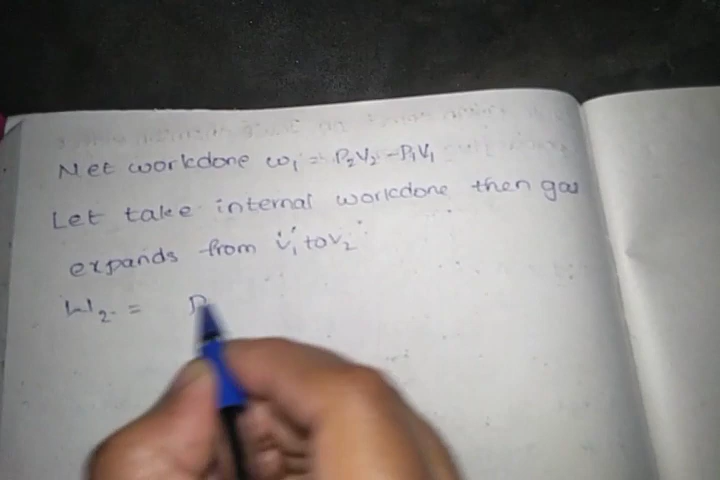 Net workdone w₁ = P₂V₂ - P₁V₁
Let take internal workdone then gas
expands from V₁ to V₂
W₂ = P